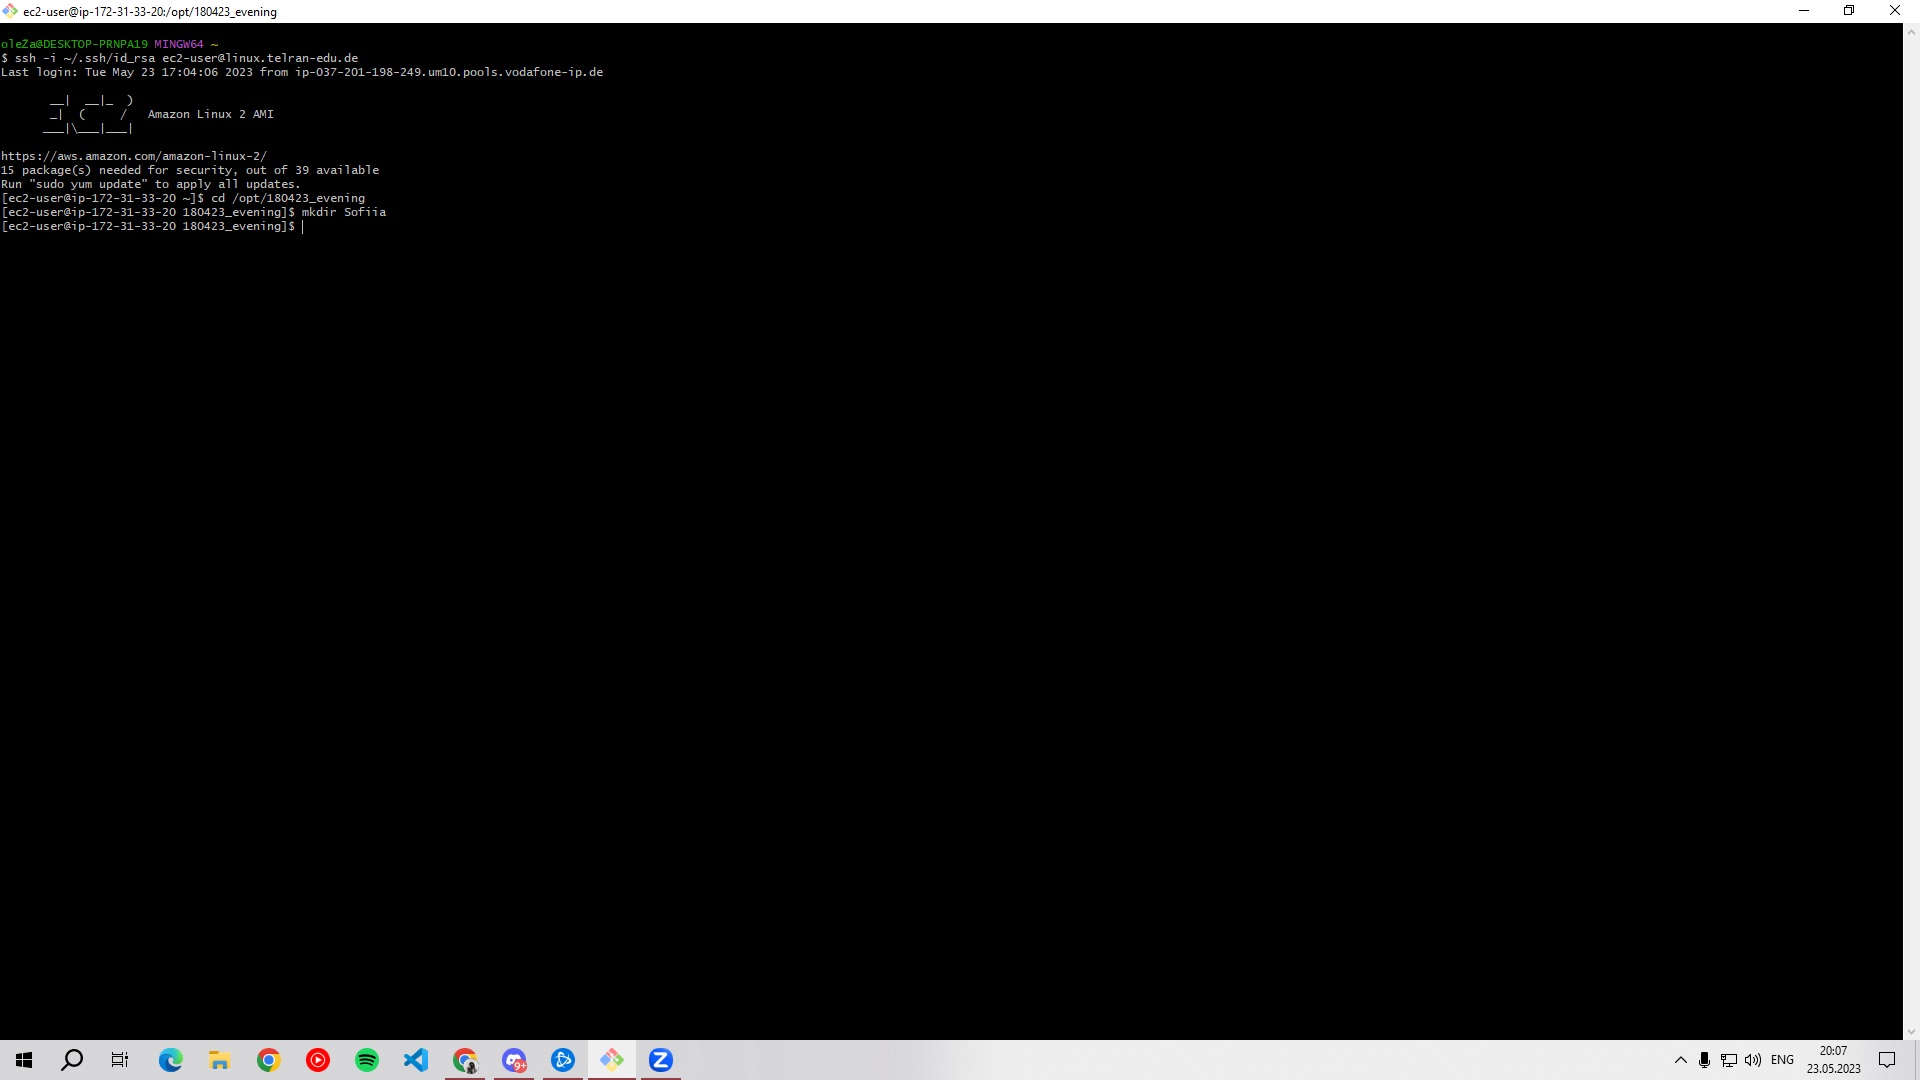 ec2-user@ip-172-31-33-20:/opt/180423_evening
oleZa@DESKTOP-PRNPA19 MINGW64 ~
$ ssh -i ~/.ssh/id_rsa ec2-user@linux.telran-edu.de
Last login: Tue May 23 17:04:06 2023 from ip-037-201-198-249.um10.pools.vodafone-ip.de
       __|  __|_  )
       _|  (     /   Amazon Linux 2 AMI
      ___|\___|___|
https://aws.amazon.com/amazon-linux-2/
15 package(s) needed for security, out of 39 available
Run "sudo yum update" to apply all updates.
[ec2-user@ip-172-31-33-20 ~]$ cd /opt/180423_evening
[ec2-user@ip-172-31-33-20 180423_evening]$ mkdir Sofiia
[ec2-user@ip-172-31-33-20 180423_evening]$
9+
ENG
20:07
23.05.2023